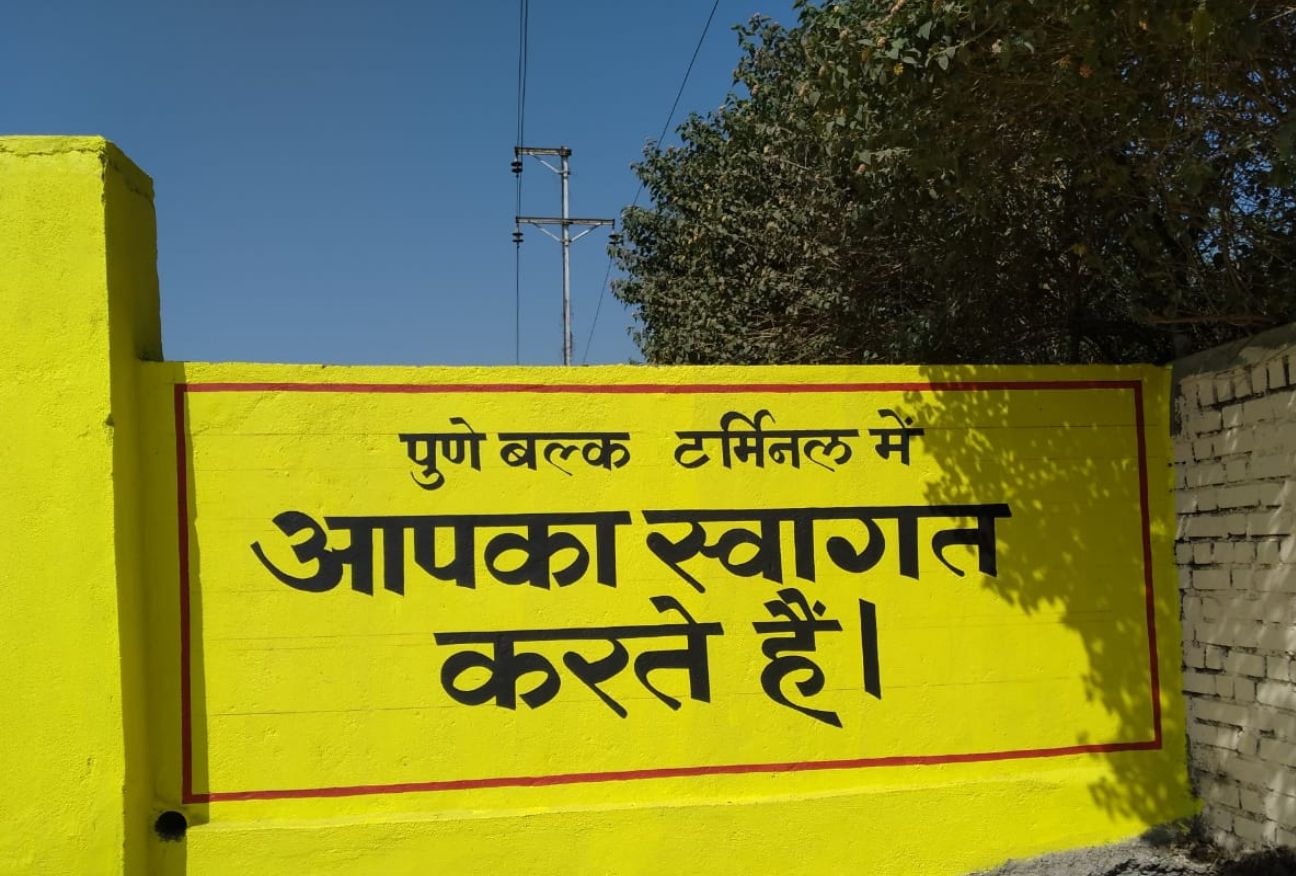 पुणे बल्क टर्मिनल में
आपका स्वागत
करते हैं।